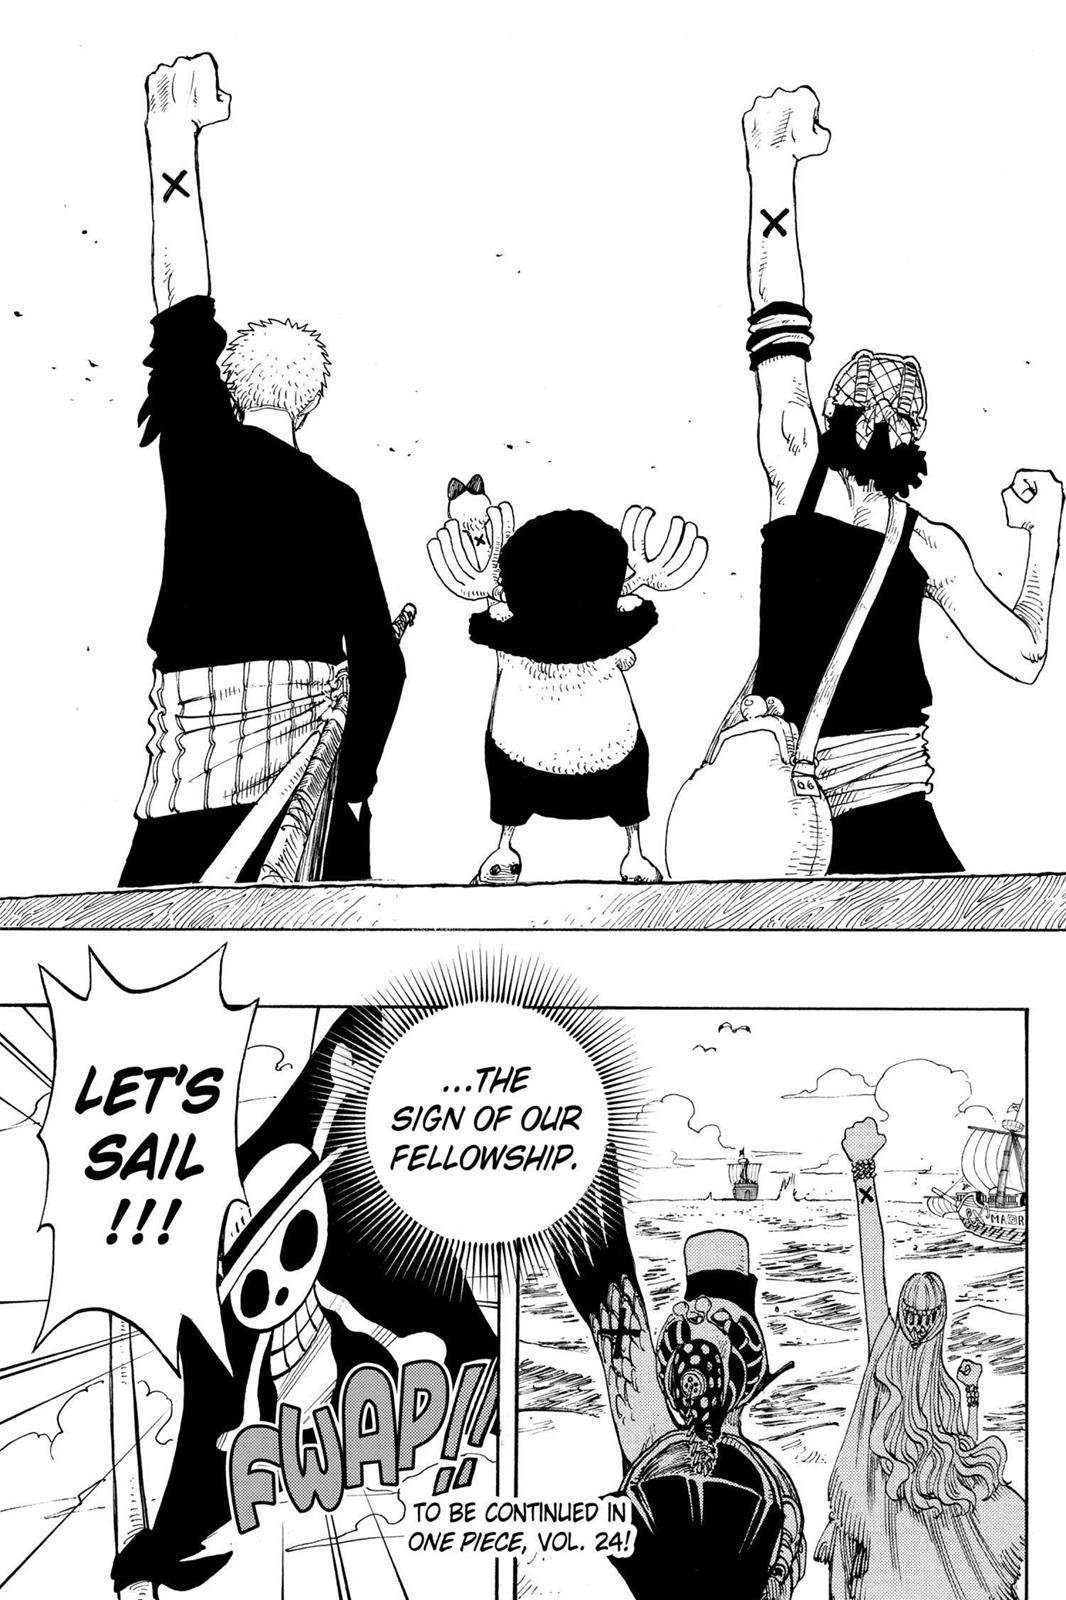 LET'S
SAIL
!!!
...THE
SIGN OF OUR
FELLOWSHIP.
FWAP!!
TO BE CONTINUED IN
ONE PIECE, VOL. 24!